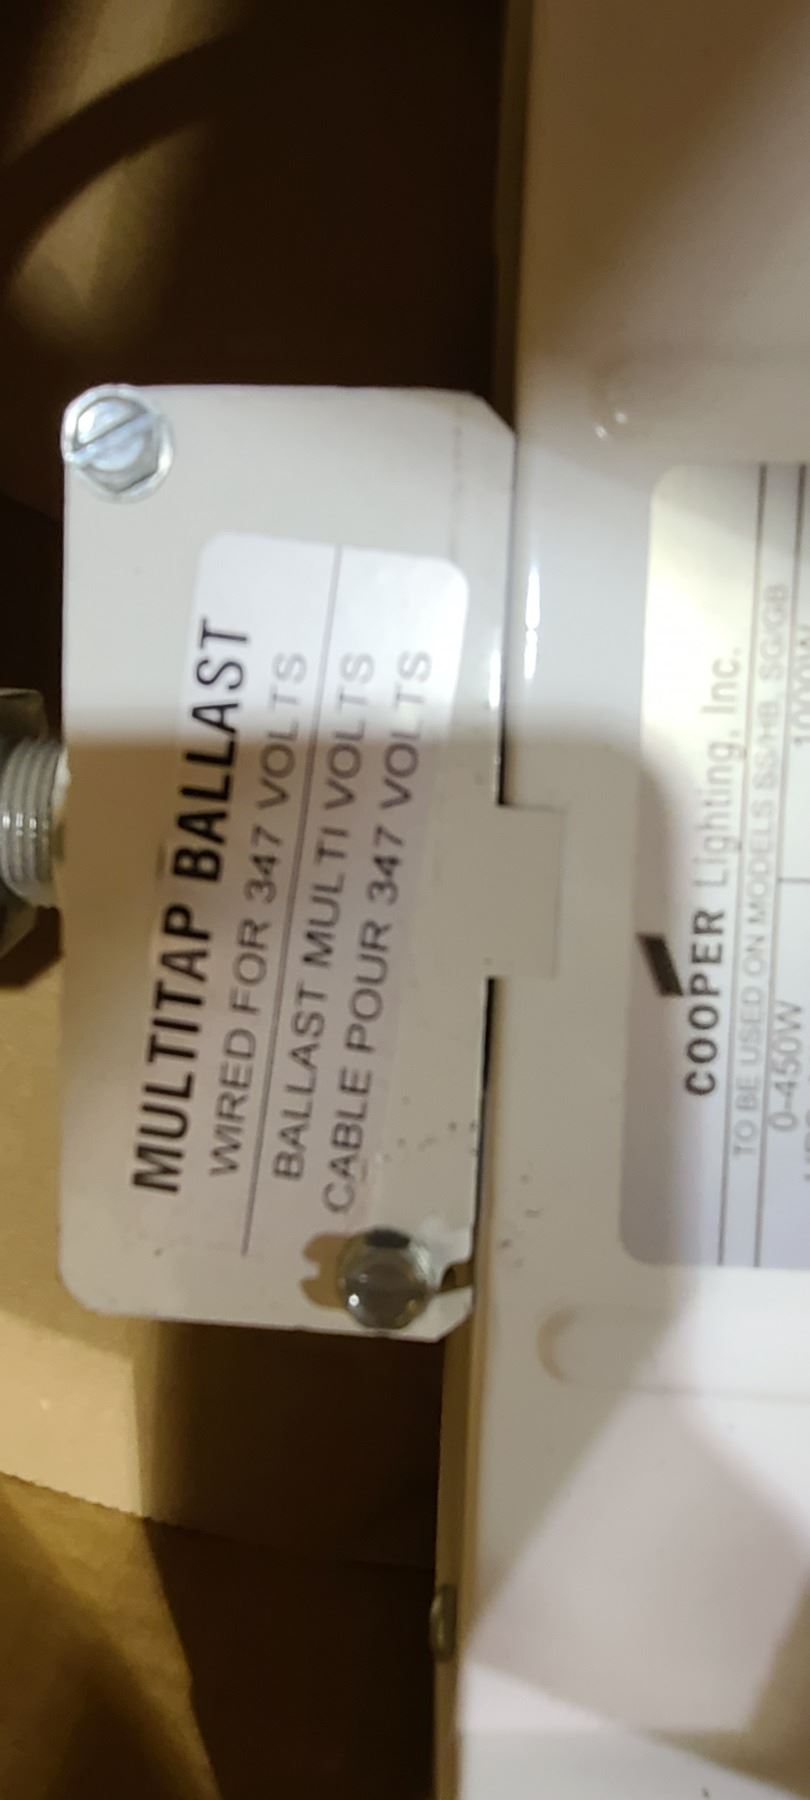 MULTITAP BALLAST
WIRED FOR 347 VOLTS
BALLAST MULTI VOLTS
CABLE POUR 347 VOLTS
COOPER Lighting, Inc.
TO BE USED ON MODELS SS/HB, SG/GB
0-450W
1000W